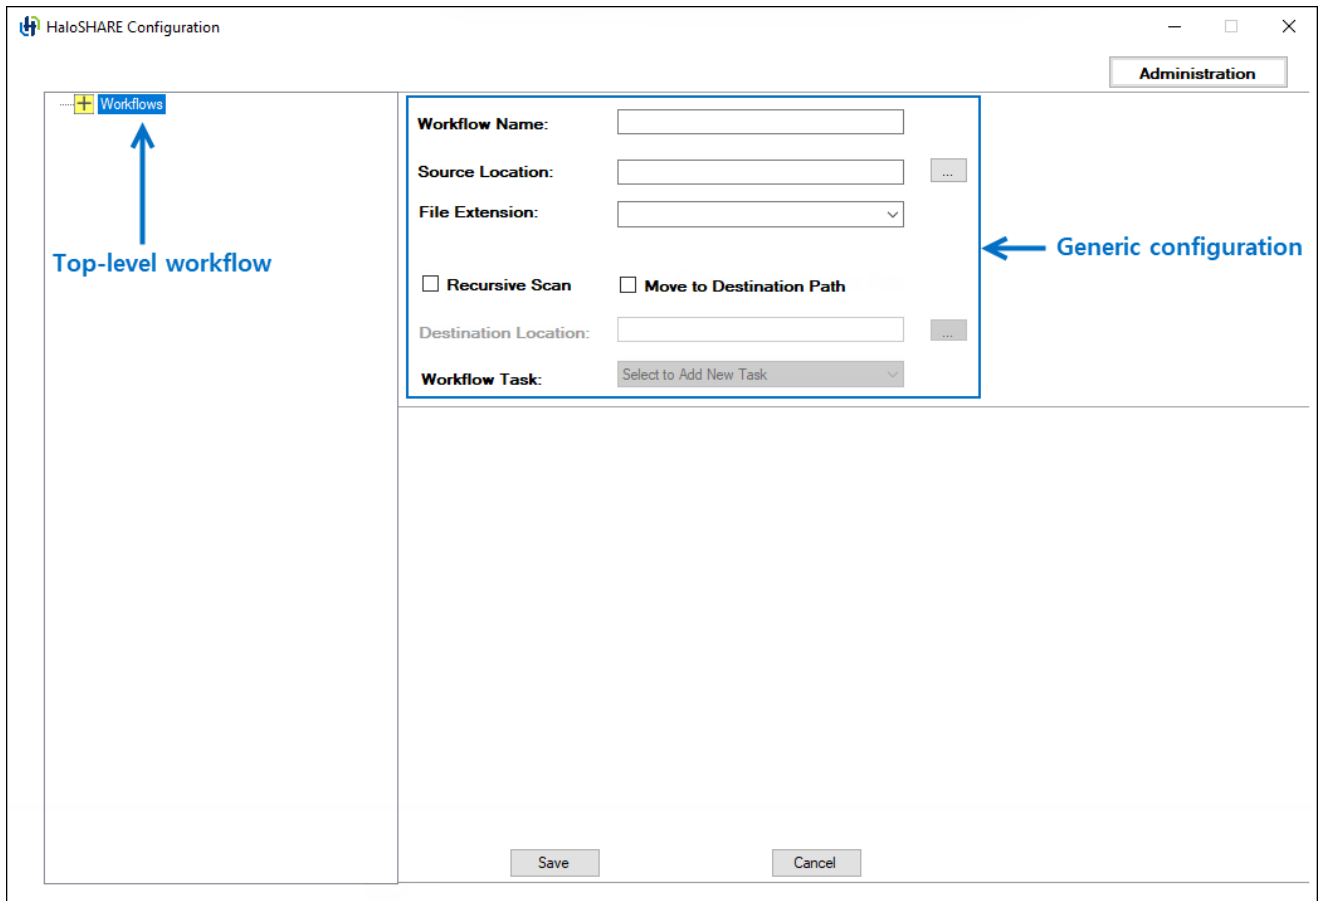 HaloSHARE Configuration
Administration
Workflows
Workflow Name:
Source Location:
...
File Extension:
Top-level workflow
Generic configuration
Recursive Scan
Move to Destination Path
Destination Location:
...
Workflow Task:
Select to Add New Task
Save
Cancel